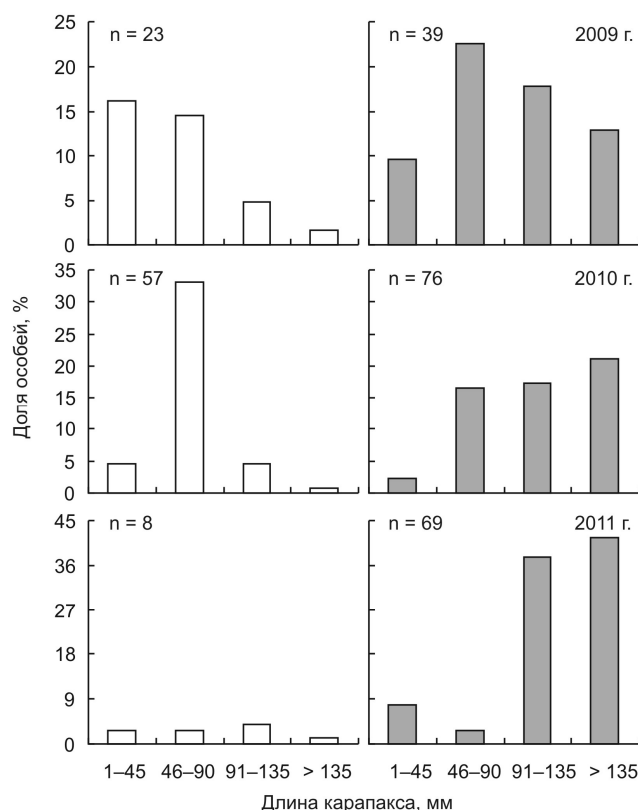 25
20
15
10
5
0
n = 23
n = 39 2009 г.
35
30
25
20
15
10
5
0
n = 57
n = 76 2010 г.
45
36
27
18
9
0
n = 8
n = 69 2011 г.
Доля особей, %
1–45 46–90 91–135 > 135 1–45 46–90 91–135 > 135
Длина карапакса, мм